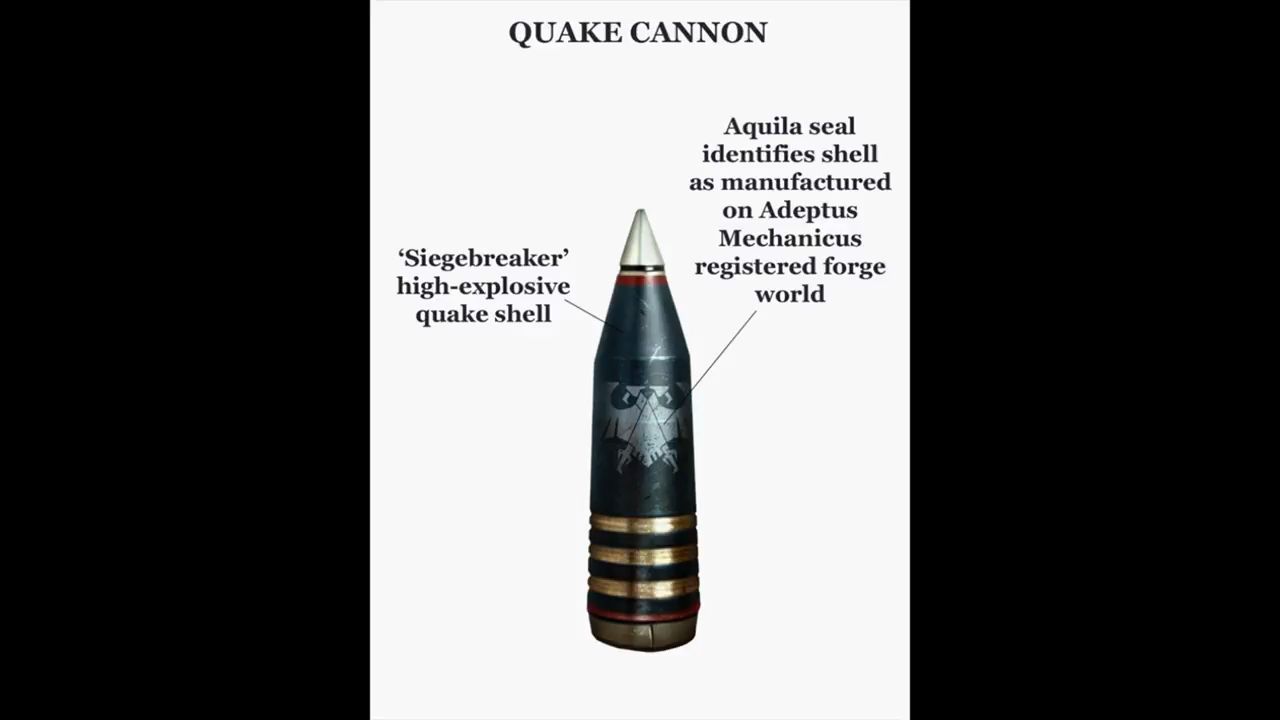 QUAKE CANNON
Aquila seal
identifies shell
as manufactured
on Adeptus
Mechanicus
registered forge
world
‘Siegebreaker’
high-explosive
quake shell